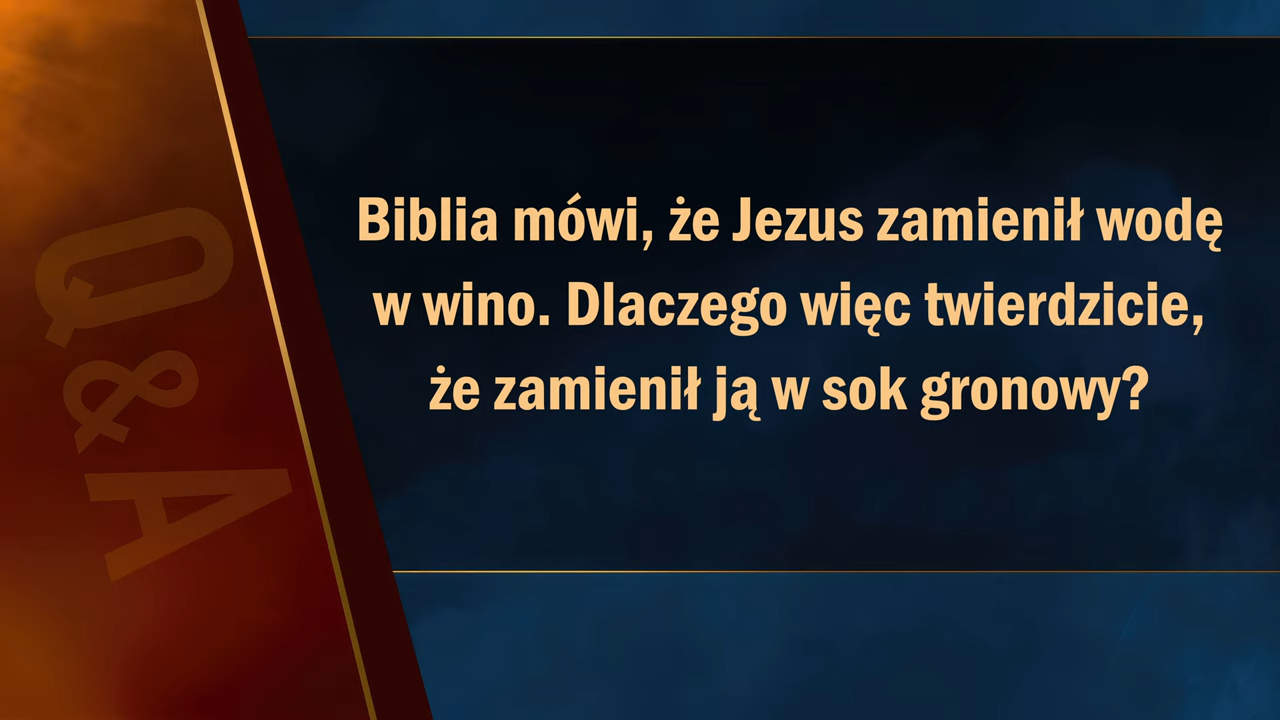 Biblia mówi, że Jezus zamienił wodę
w wino. Dlaczego więc twierdzicie,
że zamienił ją w sok gronowy?
Q&A